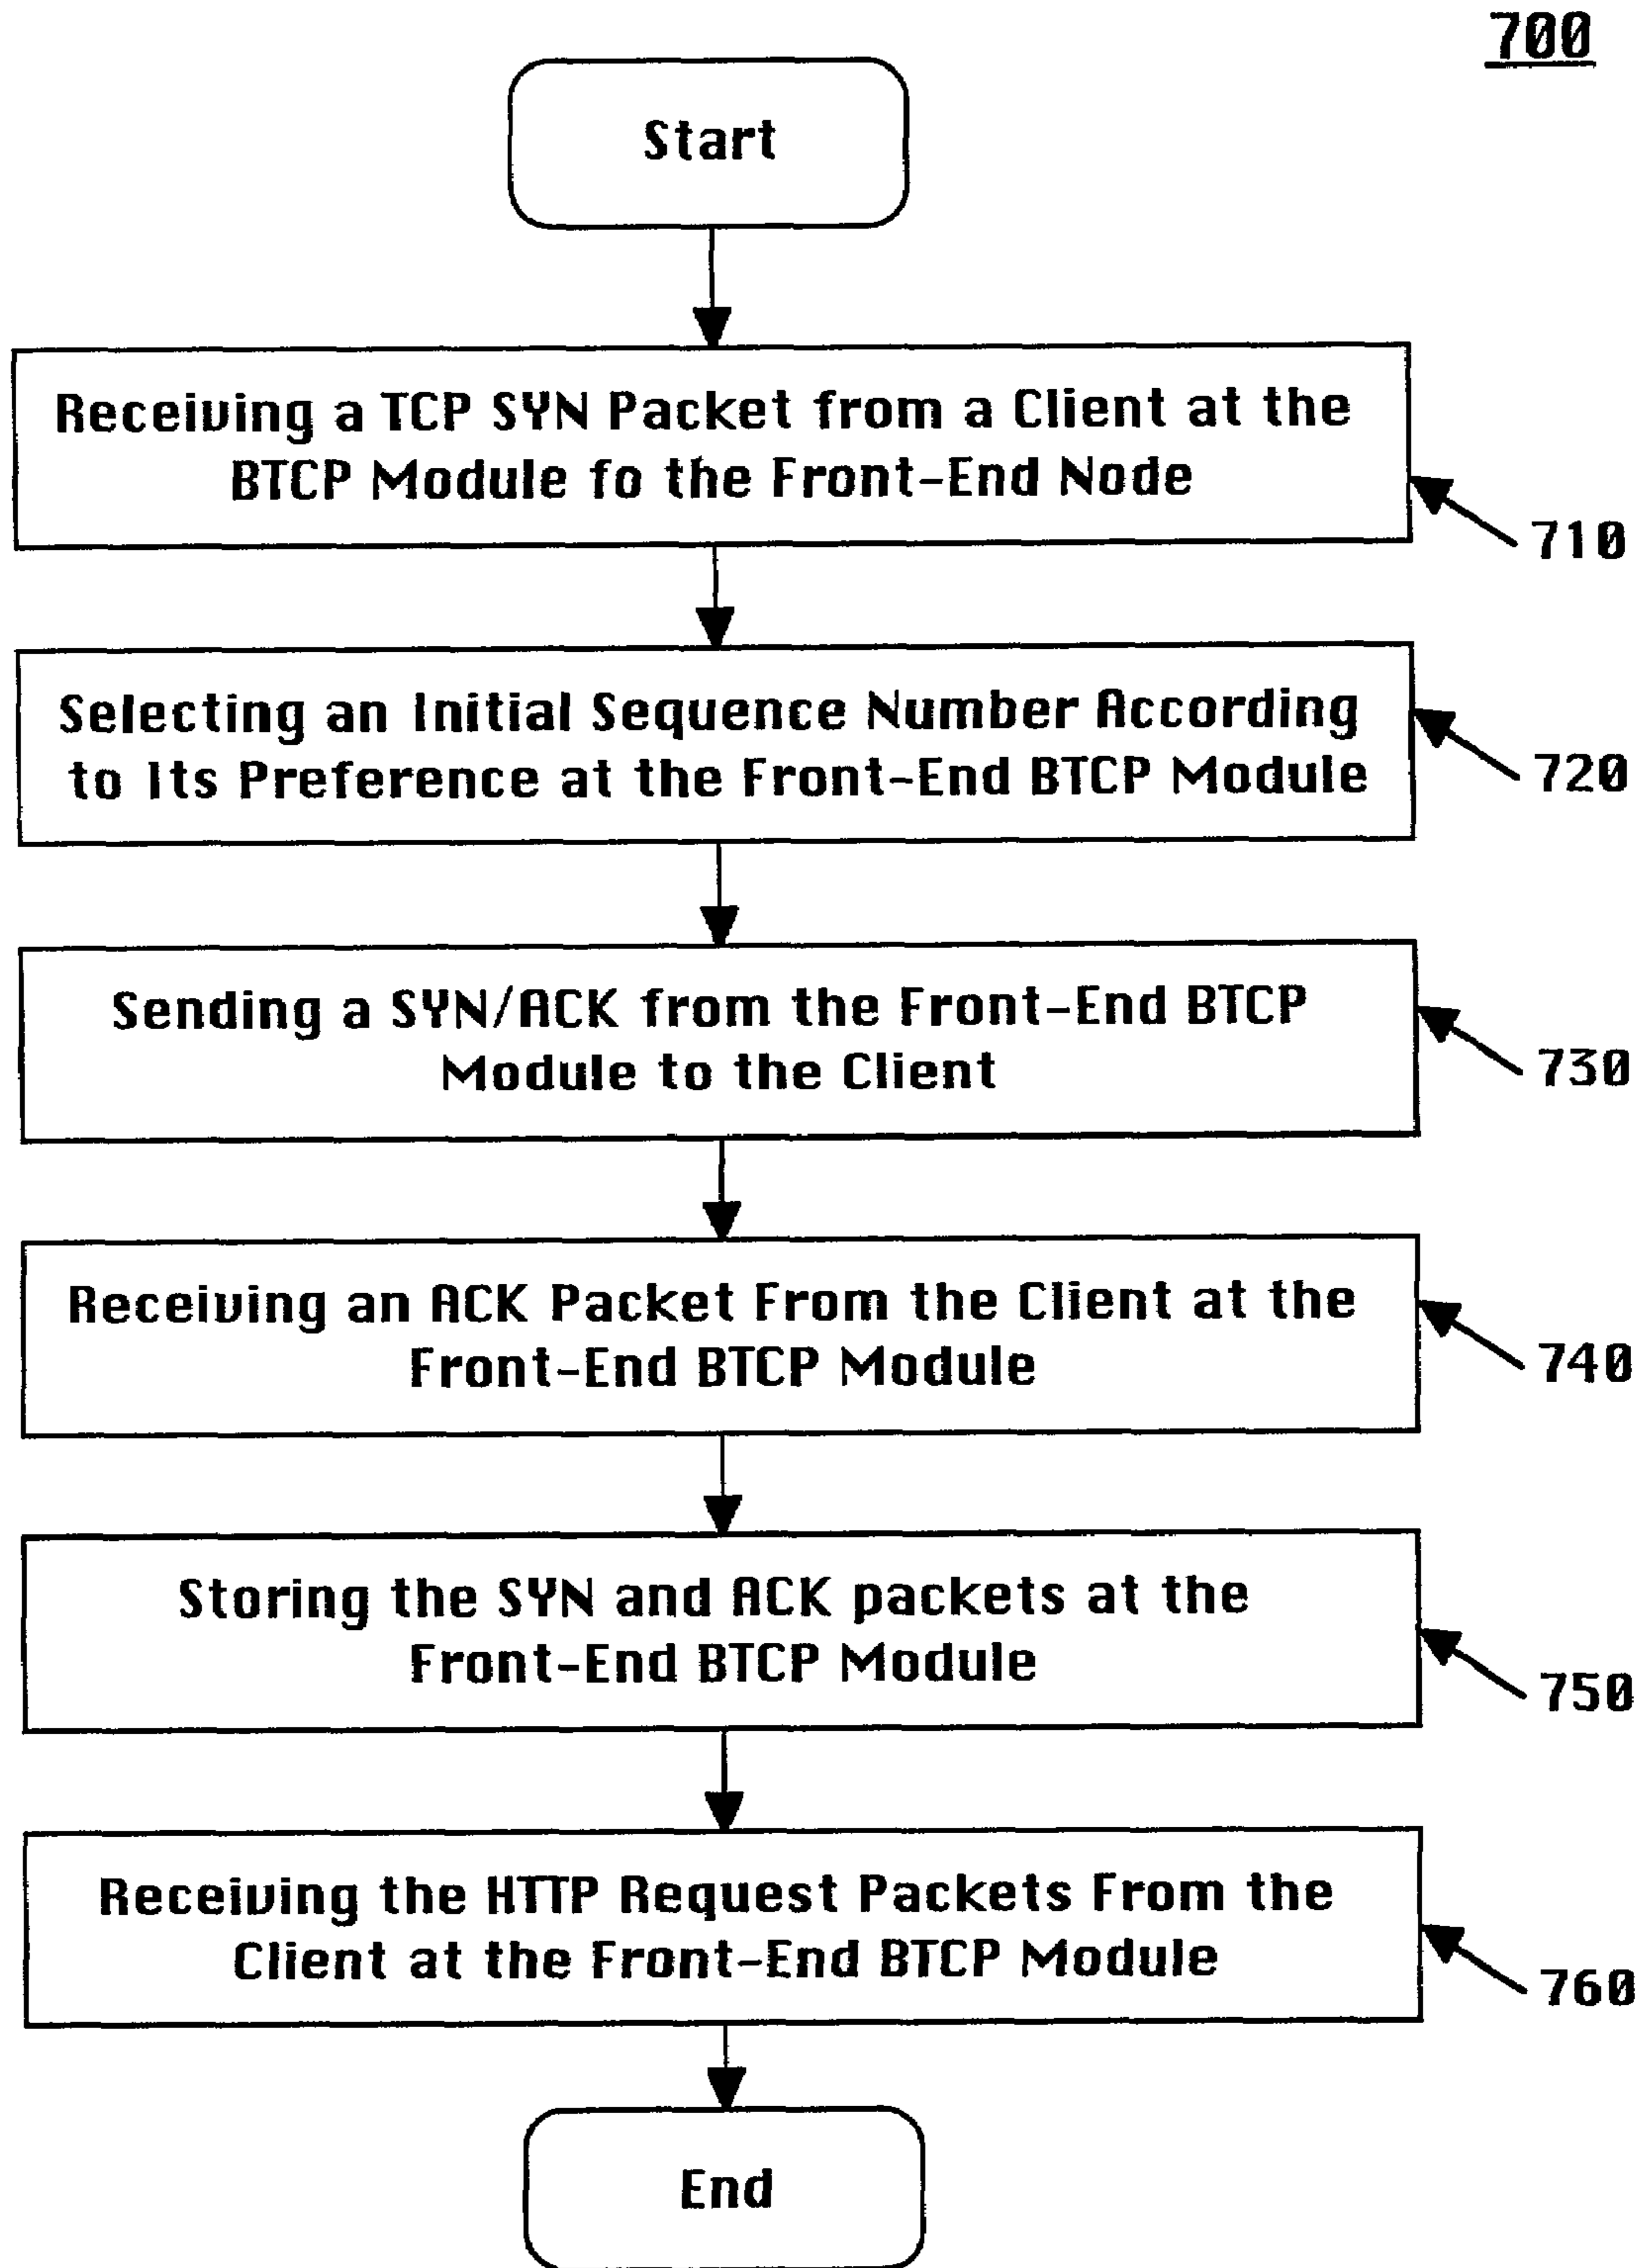 700
Start
Receiving a TCP SYN Packet from a Client at the
BTCP Module fo the Front-End Node
710
Selecting an Initial Sequence Number According
to Its Preference at the Front-End BTCP Module
720
Sending a SYN/ACK from the Front-End BTCP
Module to the Client
730
Receiving an ACK Packet From the Client at the
Front-End BTCP Module
740
Storing the SYN and ACK packets at the
Front-End BTCP Module
750
Receiving the HTTP Request Packets From the
Client at the Front-End BTCP Module
760
End